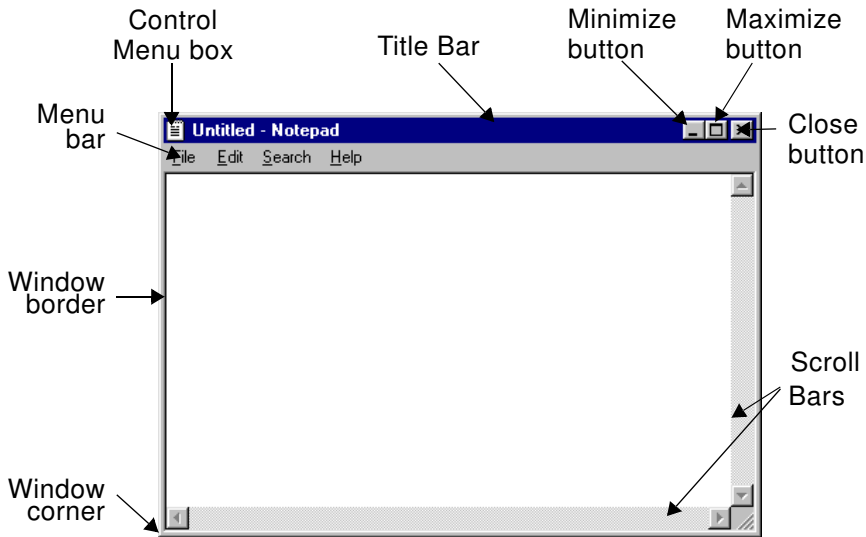 Control
Menu box
Title Bar
Minimize
button
Maximize
button
Menu
bar
Untitled - Notepad
Close
button
File Edit Search Help
Window
border
Scroll
Bars
Window
corner